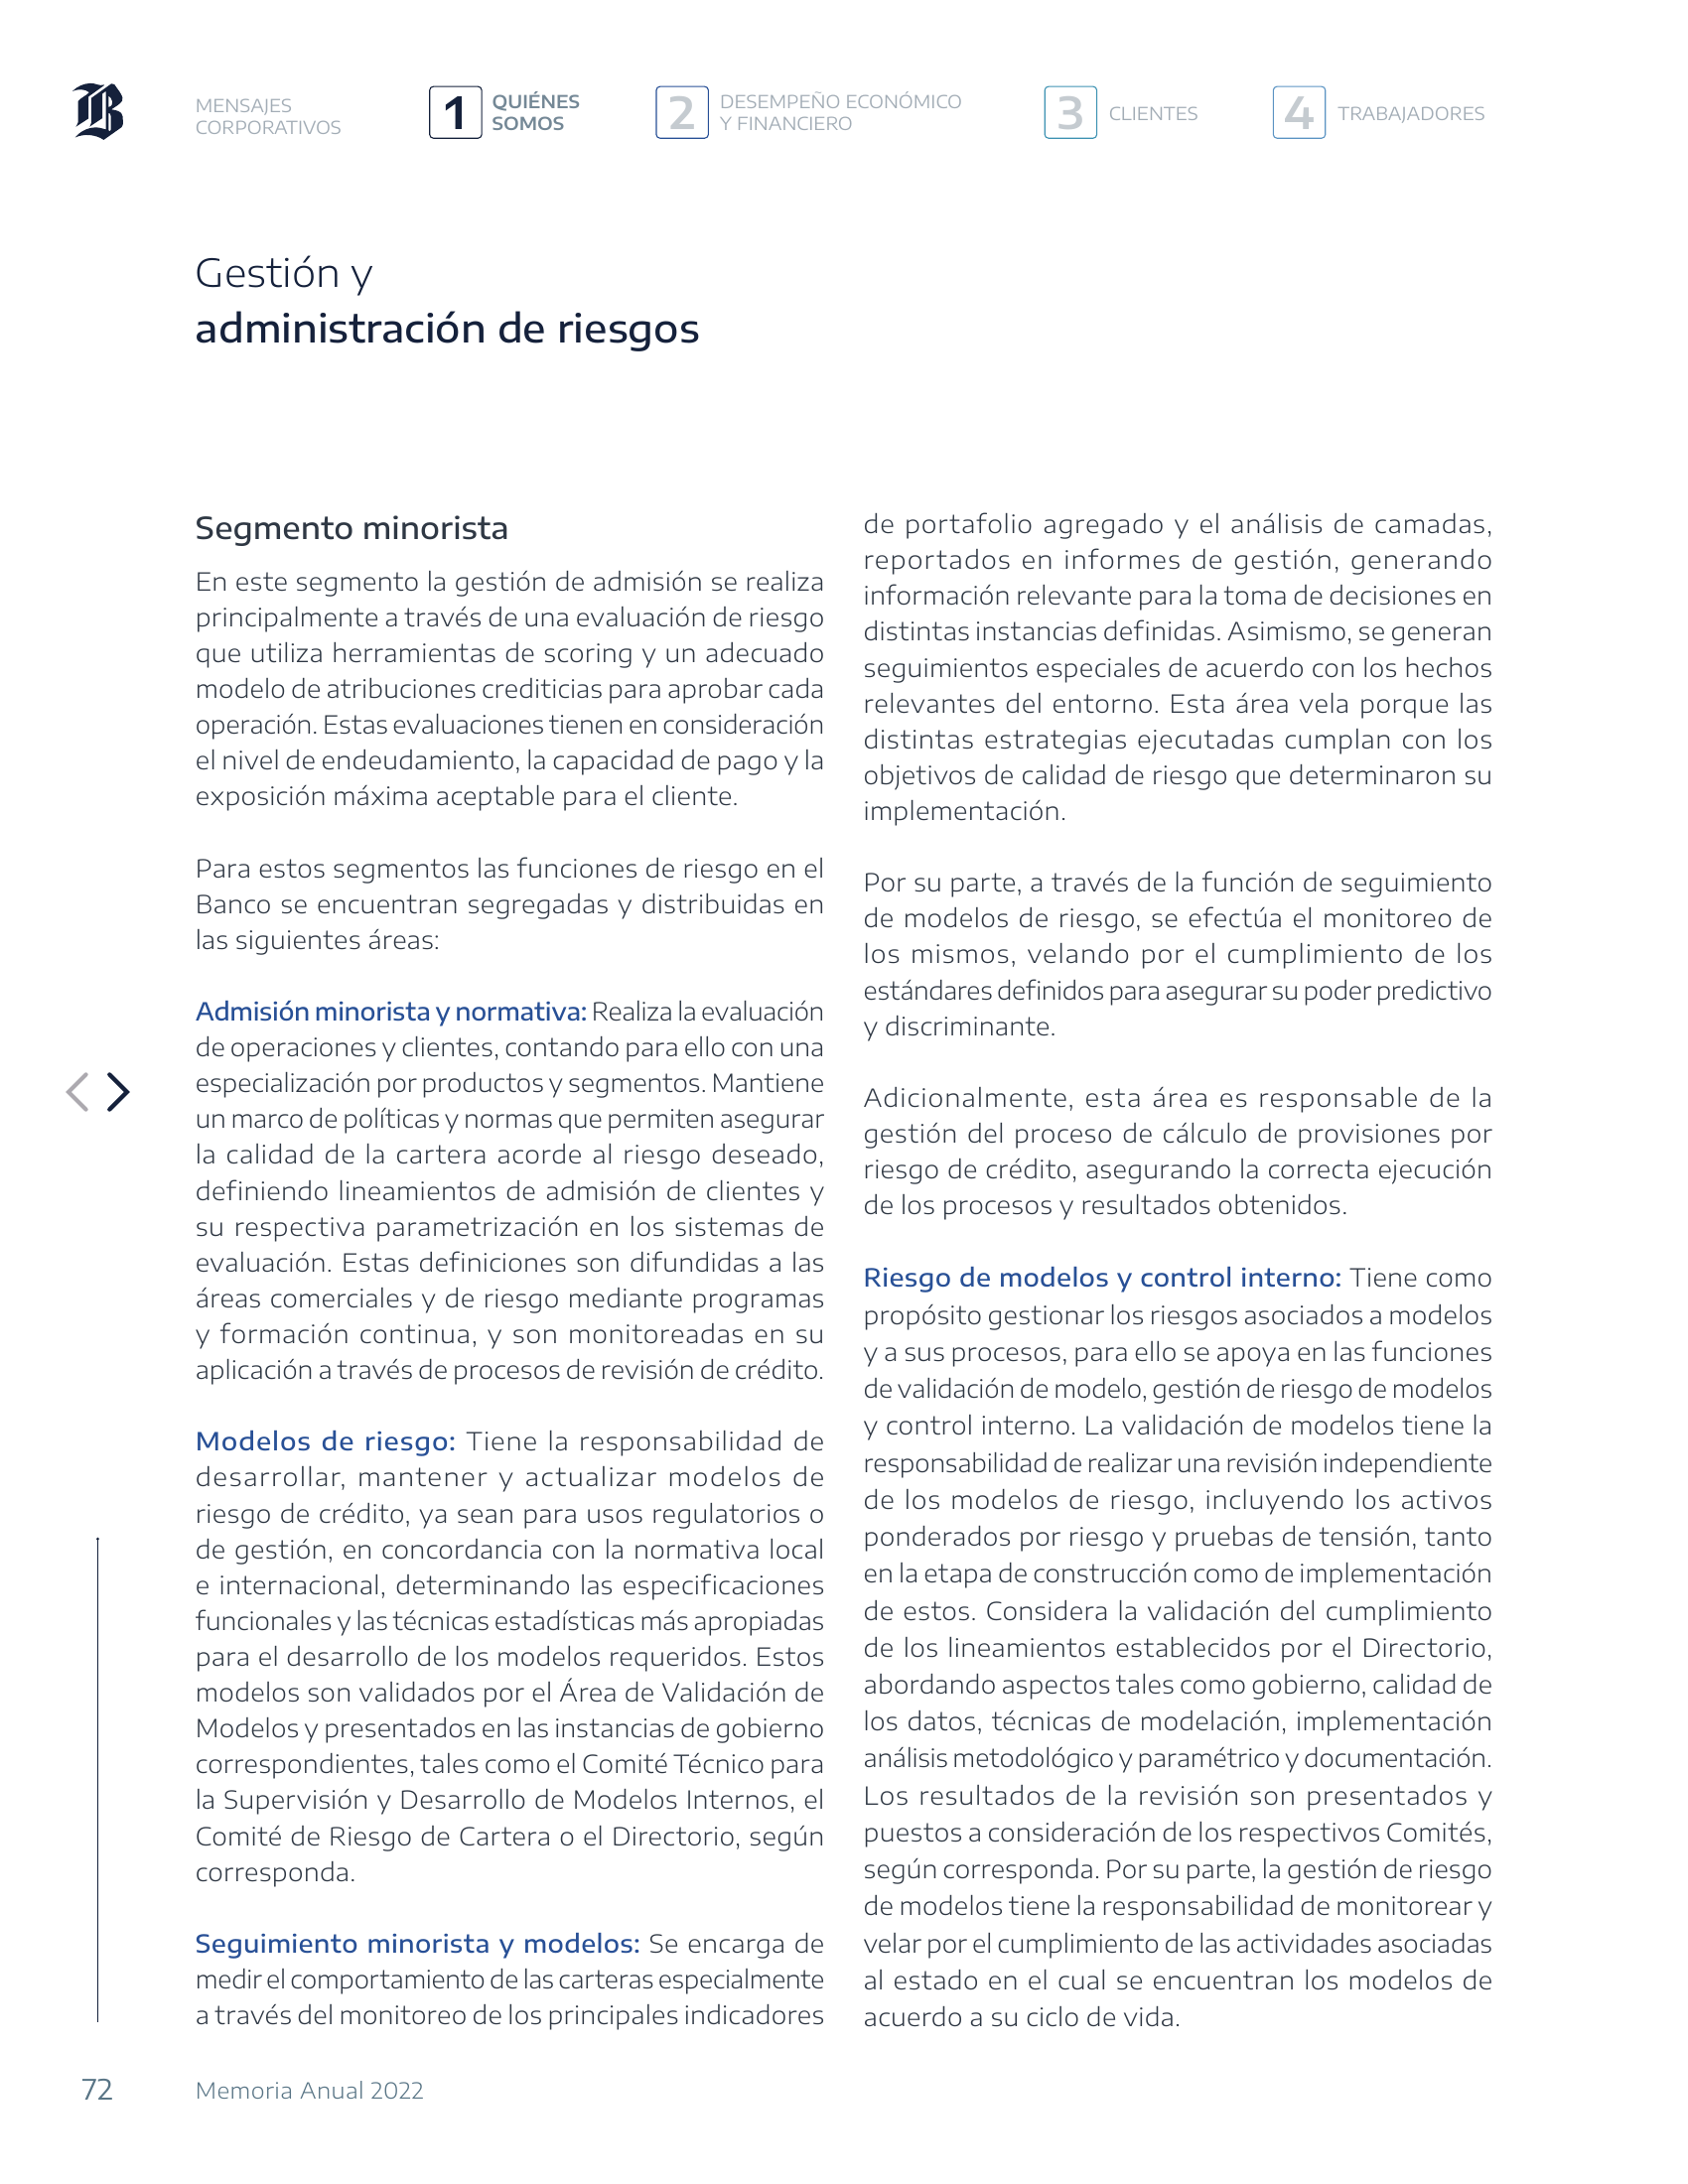 B
MENSAJES
CORPORATIVOS
1
QUIÉNES
SOMOS
2
DESEMPEÑO ECONÓMICO
Y FINANCIERO
3
CLIENTES
4
TRABAJADORES
Gestión y
administración de riesgos
Segmento minorista
En este segmento la gestión de admisión se realiza
principalmente a través de una evaluación de riesgo
que utiliza herramientas de scoring y un adecuado
modelo de atribuciones crediticias para aprobar cada
operación. Estas evaluaciones tienen en consideración
el nivel de endeudamiento, la capacidad de pago y la
exposición máxima aceptable para el cliente.
Para estos segmentos las funciones de riesgo en el
Banco se encuentran segregadas y distribuidas en
las siguientes áreas:
Admisión minorista y normativa: Realiza la evaluación
de operaciones y clientes, contando para ello con una
especialización por productos y segmentos. Mantiene
un marco de políticas y normas que permiten asegurar
la calidad de la cartera acorde al riesgo deseado,
definiendo lineamientos de admisión de clientes y
su respectiva parametrización en los sistemas de
evaluación. Estas definiciones son difundidas a las
áreas comerciales y de riesgo mediante programas
y formación continua, y son monitoreadas en su
aplicación a través de procesos de revisión de crédito.
Modelos de riesgo: Tiene la responsabilidad de
desarrollar, mantener y actualizar modelos de
riesgo de crédito, ya sean para usos regulatorios o
de gestión, en concordancia con la normativa local
e internacional, determinando las especificaciones
funcionales y las técnicas estadísticas más apropiadas
para el desarrollo de los modelos requeridos. Estos
modelos son validados por el Área de Validación de
Modelos y presentados en las instancias de gobierno
correspondientes, tales como el Comité Técnico para
la Supervisión y Desarrollo de Modelos Internos, el
Comité de Riesgo de Cartera o el Directorio, según
corresponda.
Seguimiento minorista y modelos: Se encarga de
medir el comportamiento de las carteras especialmente
a través del monitoreo de los principales indicadores
de portafolio agregado y el análisis de camadas,
reportados en informes de gestión, generando
información relevante para la toma de decisiones en
distintas instancias definidas. Asimismo, se generan
seguimientos especiales de acuerdo con los hechos
relevantes del entorno. Esta área vela porque las
distintas estrategias ejecutadas cumplan con los
objetivos de calidad de riesgo que determinaron su
implementación.
Por su parte, a través de la función de seguimiento
de modelos de riesgo, se efectúa el monitoreo de
los mismos, velando por el cumplimiento de los
estándares definidos para asegurar su poder predictivo
y discriminante.
Adicionalmente, esta área es responsable de la
gestión del proceso de cálculo de provisiones por
riesgo de crédito, asegurando la correcta ejecución
de los procesos y resultados obtenidos.
Riesgo de modelos y control interno: Tiene como
propósito gestionar los riesgos asociados a modelos
y a sus procesos, para ello se apoya en las funciones
de validación de modelo, gestión de riesgo de modelos
y control interno. La validación de modelos tiene la
responsabilidad de realizar una revisión independiente
de los modelos de riesgo, incluyendo los activos
ponderados por riesgo y pruebas de tensión, tanto
en la etapa de construcción como de implementación
de estos. Considera la validación del cumplimiento
de los lineamientos establecidos por el Directorio,
abordando aspectos tales como gobierno, calidad de
los datos, técnicas de modelación, implementación
análisis metodológico y paramétrico y documentación.
Los resultados de la revisión son presentados y
puestos a consideración de los respectivos Comités,
según corresponda. Por su parte, la gestión de riesgo
de modelos tiene la responsabilidad de monitorear y
velar por el cumplimiento de las actividades asociadas
al estado en el cual se encuentran los modelos de
acuerdo a su ciclo de vida.
72
Memoria Anual 2022